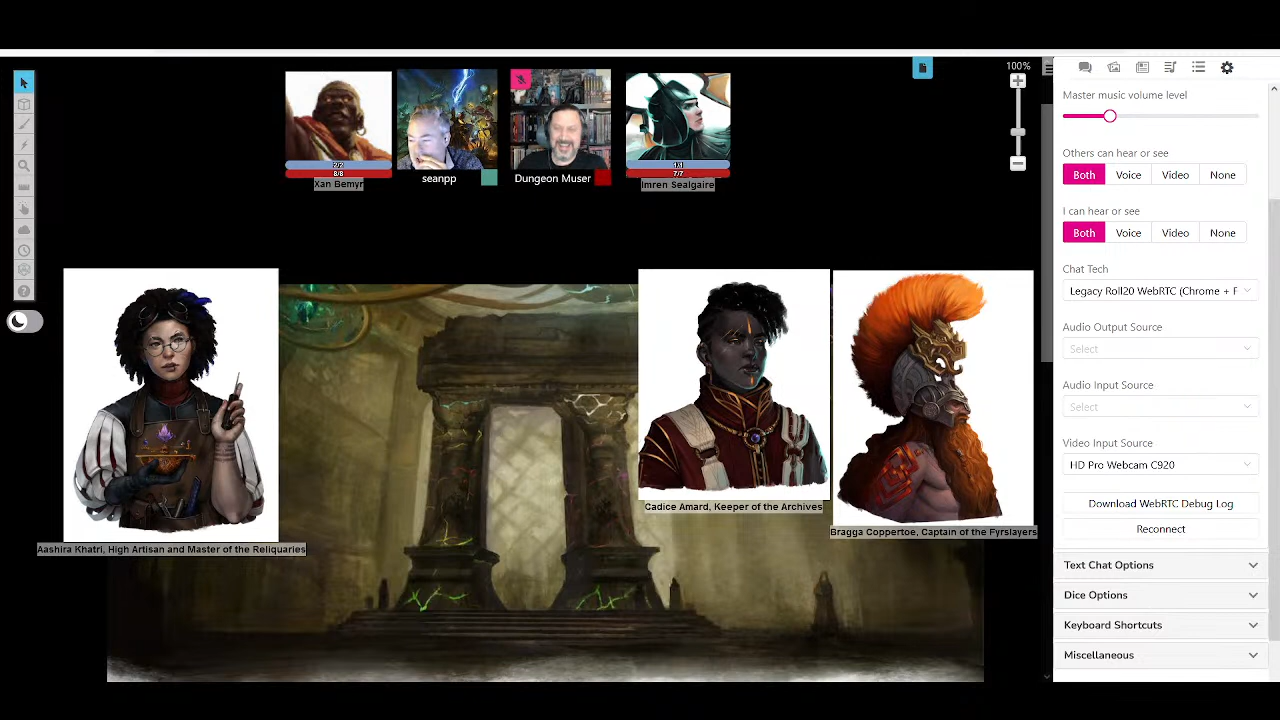 100%
Master music volume level
Others can hear or see
Both Voice Video None
I can hear or see
Both Voice Video None
Chat Tech
Legacy Roll20 WebRTC (Chrome + F
Audio Output Source
Select
Audio Input Source
Select
Video Input Source
HD Pro Webcam C920
Download WebRTC Debug Log
Reconnect
Text Chat Options
Dice Options
Keyboard Shortcuts
Miscellaneous
2/2
8/8
Xan Bemyr
seanpp
Dungeon Muser
1/1
7/7
Imren Sealgaire
Aashira Khatri, High Artisan and Master of the Reliquaries
Cadice Amard, Keeper of the Archives
Bragga Coppertoe, Captain of the Fyrslayers